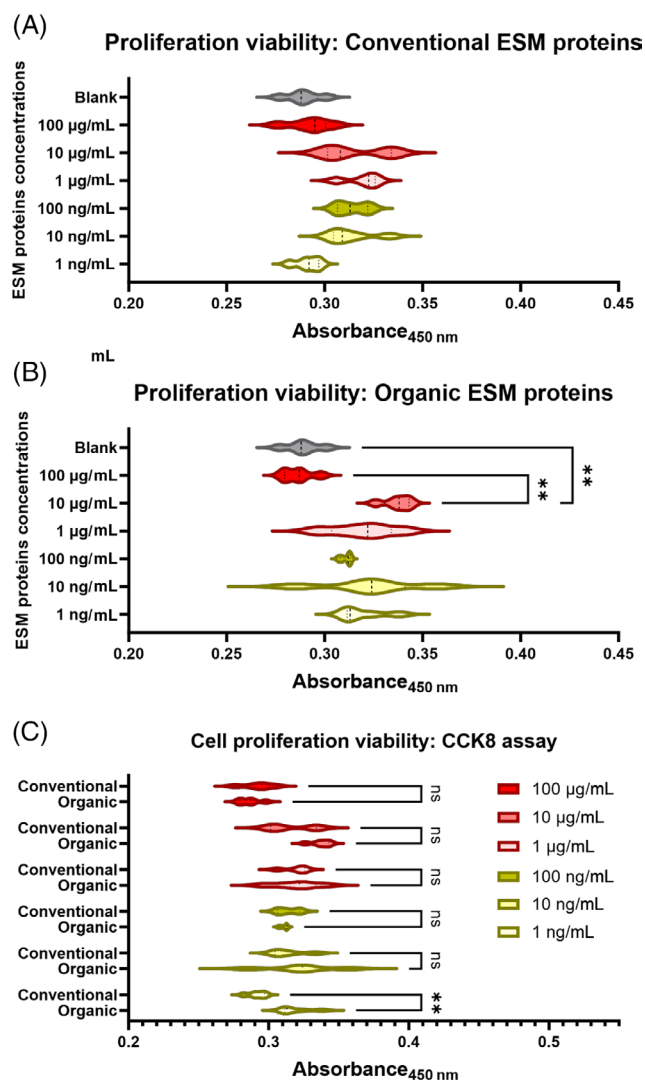 (A)
Proliferation viability: Conventional ESM proteins
ESM proteins concentrations
Blank
100 µg/mL
10 µg/mL
1 µg/mL
100 ng/mL
10 ng/mL
1 ng/mL
0.20 0.25 0.30 0.35 0.40 0.45
Absorbance450 nm
mL
(B)
Proliferation viability: Organic ESM proteins
ESM proteins concentrations
Blank
100 µg/mL
10 µg/mL
1 µg/mL
100 ng/mL
10 ng/mL
1 ng/mL
**
**
0.20 0.25 0.30 0.35 0.40 0.45
Absorbance450 nm
(C)
Cell proliferation viability: CCK8 assay
Conventional
Organic
ns
Conventional
Organic
ns
Conventional
Organic
ns
Conventional
Organic
ns
Conventional
Organic
ns
Conventional
Organic
**
100 µg/mL
10 µg/mL
1 µg/mL
100 ng/mL
10 ng/mL
1 ng/mL
0.2 0.3 0.4 0.5
Absorbance450 nm